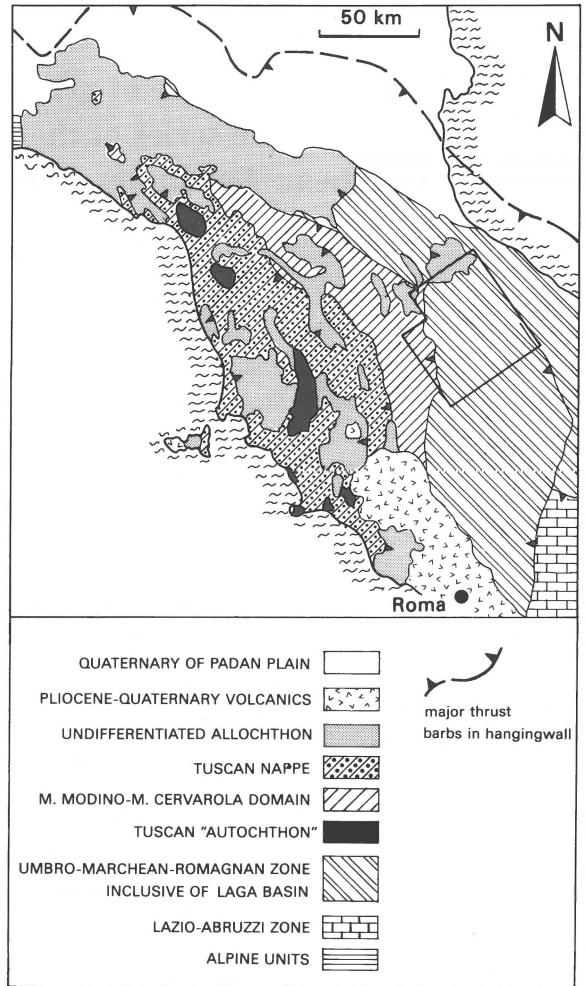 50 km
N
Roma
QUATERNARY OF PADAN PLAIN
PLIOCENE-QUATERNARY VOLCANICS
UNDIFFERENTIATED ALLOCHTHON
TUSCAN NAPPE
M. MODINO-M. CERVAROLA DOMAIN
TUSCAN "AUTOCHTHON"
UMBRO-MARCHEAN-ROMAGNAN ZONE
INCLUSIVE OF LAGA BASIN
LAZIO-ABRUZZI ZONE
ALPINE UNITS
major thrust
barbs in hangingwall